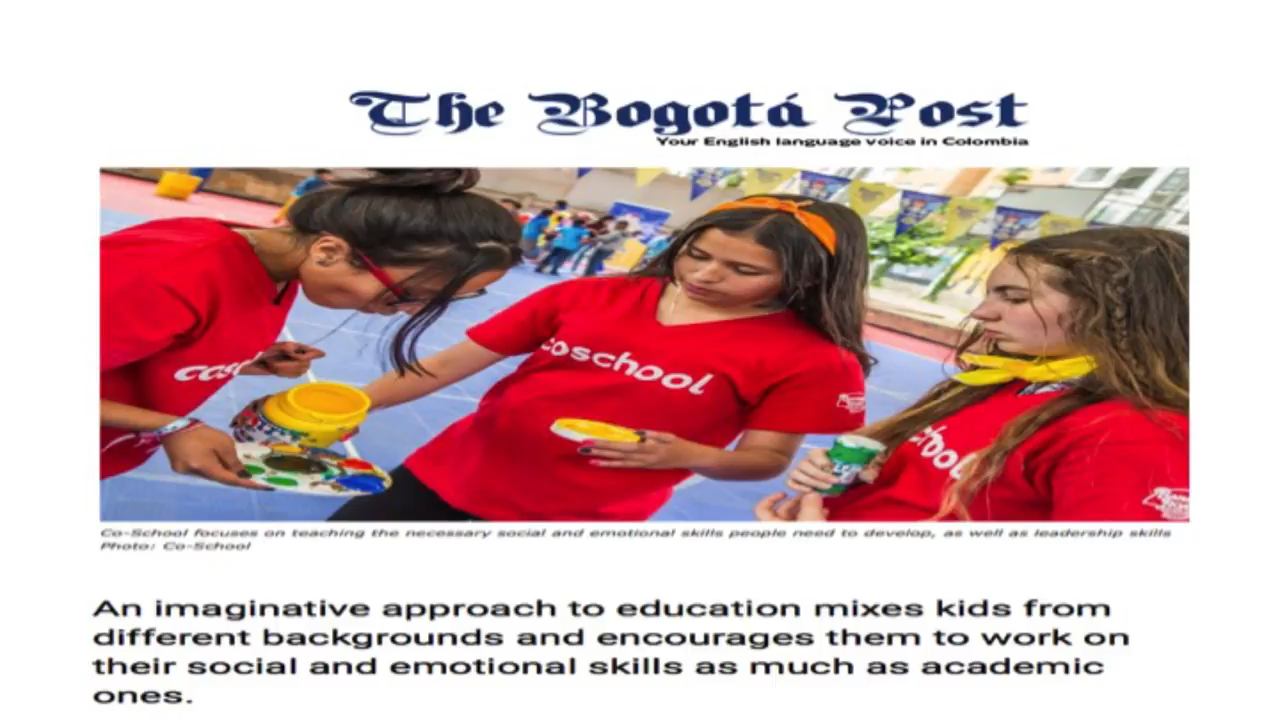 The Bogotá Post
Your English language voice in Colombia
coschool
Co-School focuses on teaching the necessary social and emotional skills people need to develop, as well as leadership skills
Photo: Co-School
An imaginative approach to education mixes kids from
different backgrounds and encourages them to work on
their social and emotional skills as much as academic
ones.